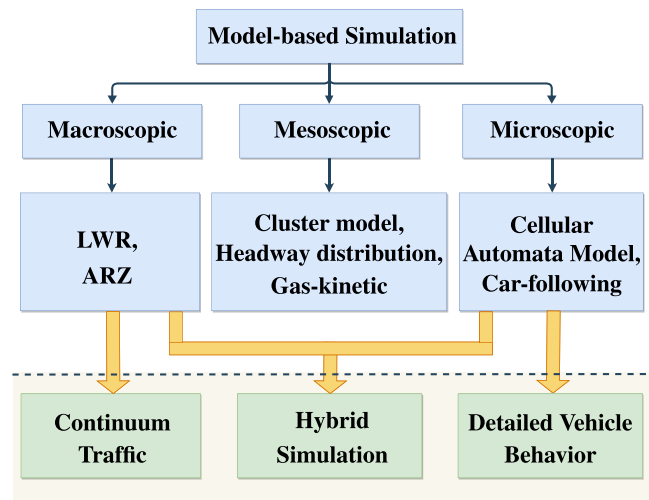 Model-based Simulation
Macroscopic
Mesoscopic
Microscopic
LWR,
ARZ
Cluster model,
Headway distribution,
Gas-kinetic
Cellular
Automata Model,
Car-following
Continuum
Traffic
Hybrid
Simulation
Detailed Vehicle
Behavior